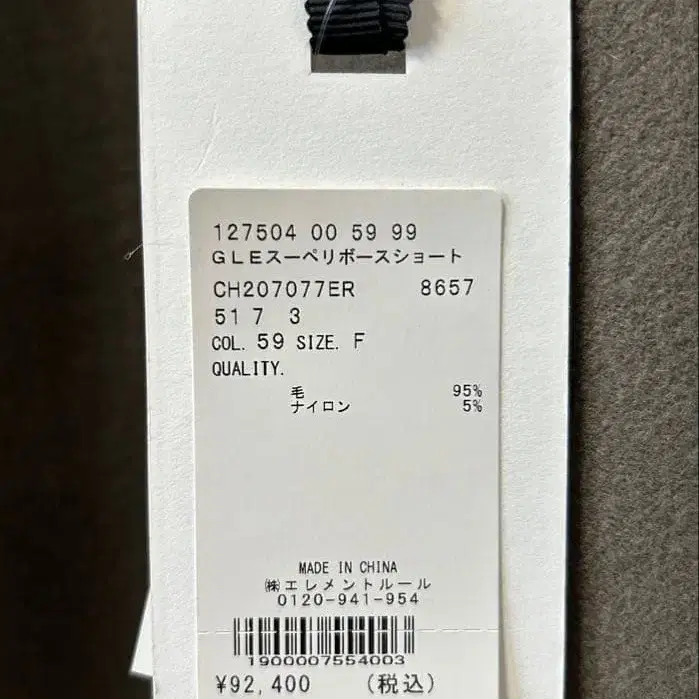 127504 00 59 99
GLEスーペリボースショート
CH207077ER 8657
51 7 3
COL. 59 SIZE. F
QUALITY.
毛 95%
ナイロン 5%
MADE IN CHINA
㈱エレメントルール
0120-941-954
1900007554003
¥92,400 (税込)